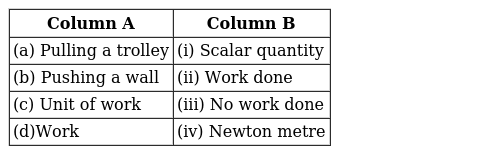 Column A Column B
(a) Pulling a trolley (i) Scalar quantity
(b) Pushing a wall (ii) Work done
(c) Unit of work (iii) No work done
(d)Work (iv) Newton metre